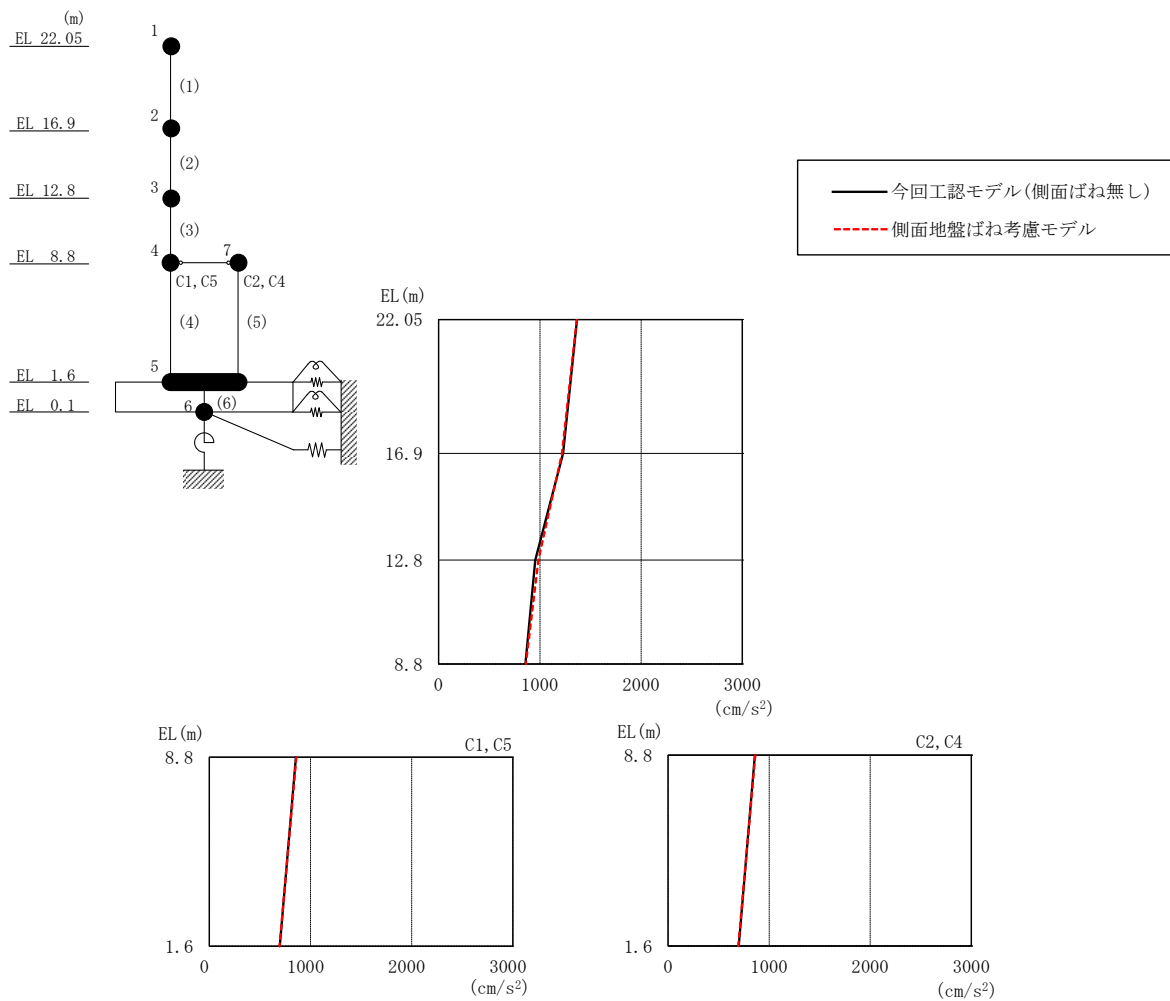 (m)
EL 22.05
1
(1)
EL 16.9
2
(2)
EL 12.8
3
(3)
EL 8.8
4
7
C1,C5
C2,C4
(4)
(5)
EL 1.6
5
EL 0.1
6
(6)
今回工認モデル(側面ばね無し)
側面地盤ばね考慮モデル
EL(m)
22.05
16.9
12.8
8.8
0
1000
2000
3000
(cm/s²)
EL(m)
C1,C5
8.8
1.6
0
1000
2000
3000
(cm/s²)
EL(m)
C2,C4
8.8
1.6
0
1000
2000
3000
(cm/s²)